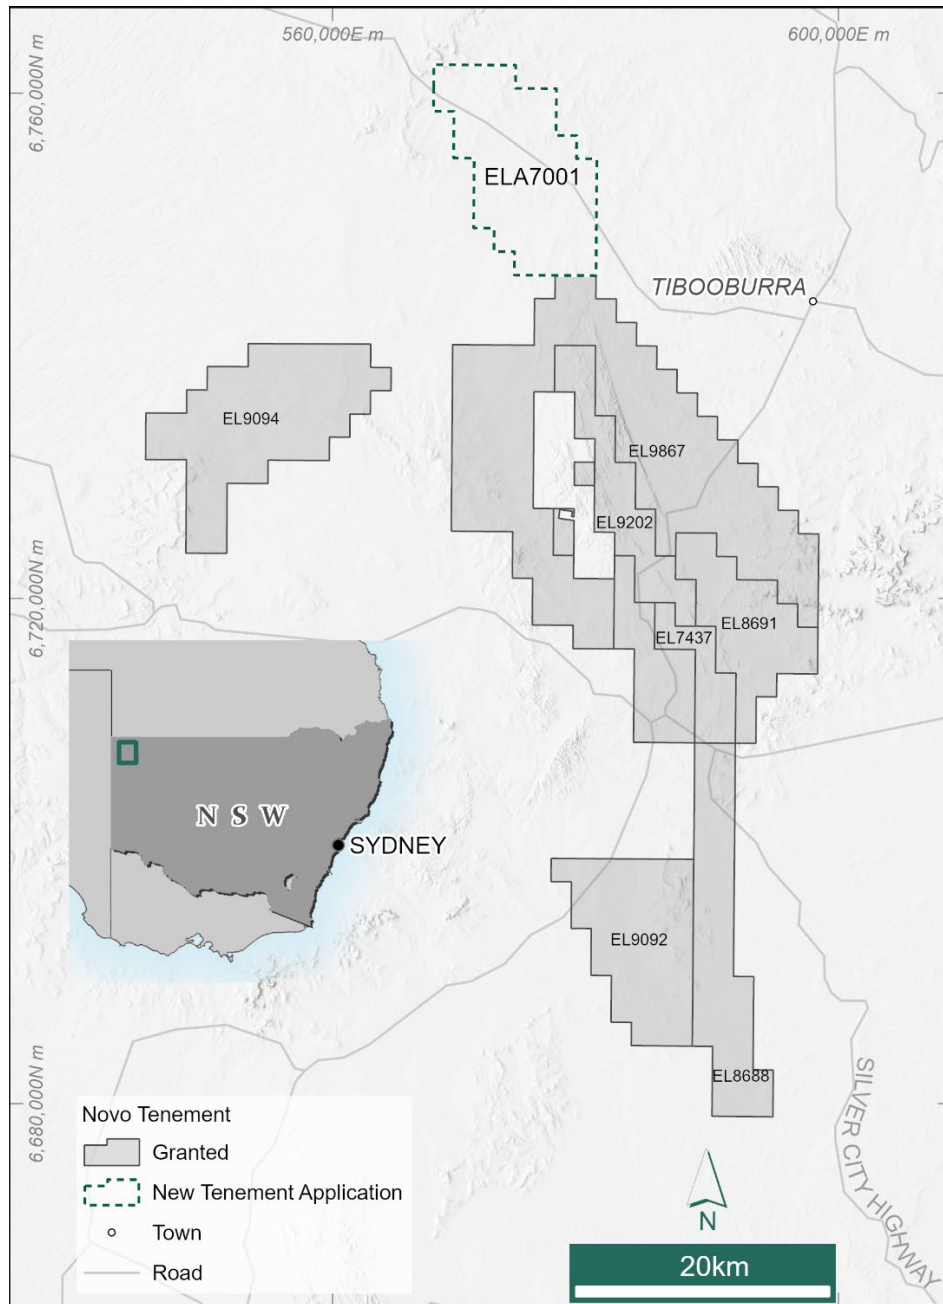 560,000E m
600,000E m
6,760,000N m
ELA7001
TIBOOBURRA
EL9094
EL9867
EL9202
6,720,000N m
EL7437
EL8691
N S W
SYDNEY
EL9092
EL8688
SILVER CITY HIGHWAY
6,680,000N m
Novo Tenement
Granted
New Tenement Application
Town
Road
N
20km